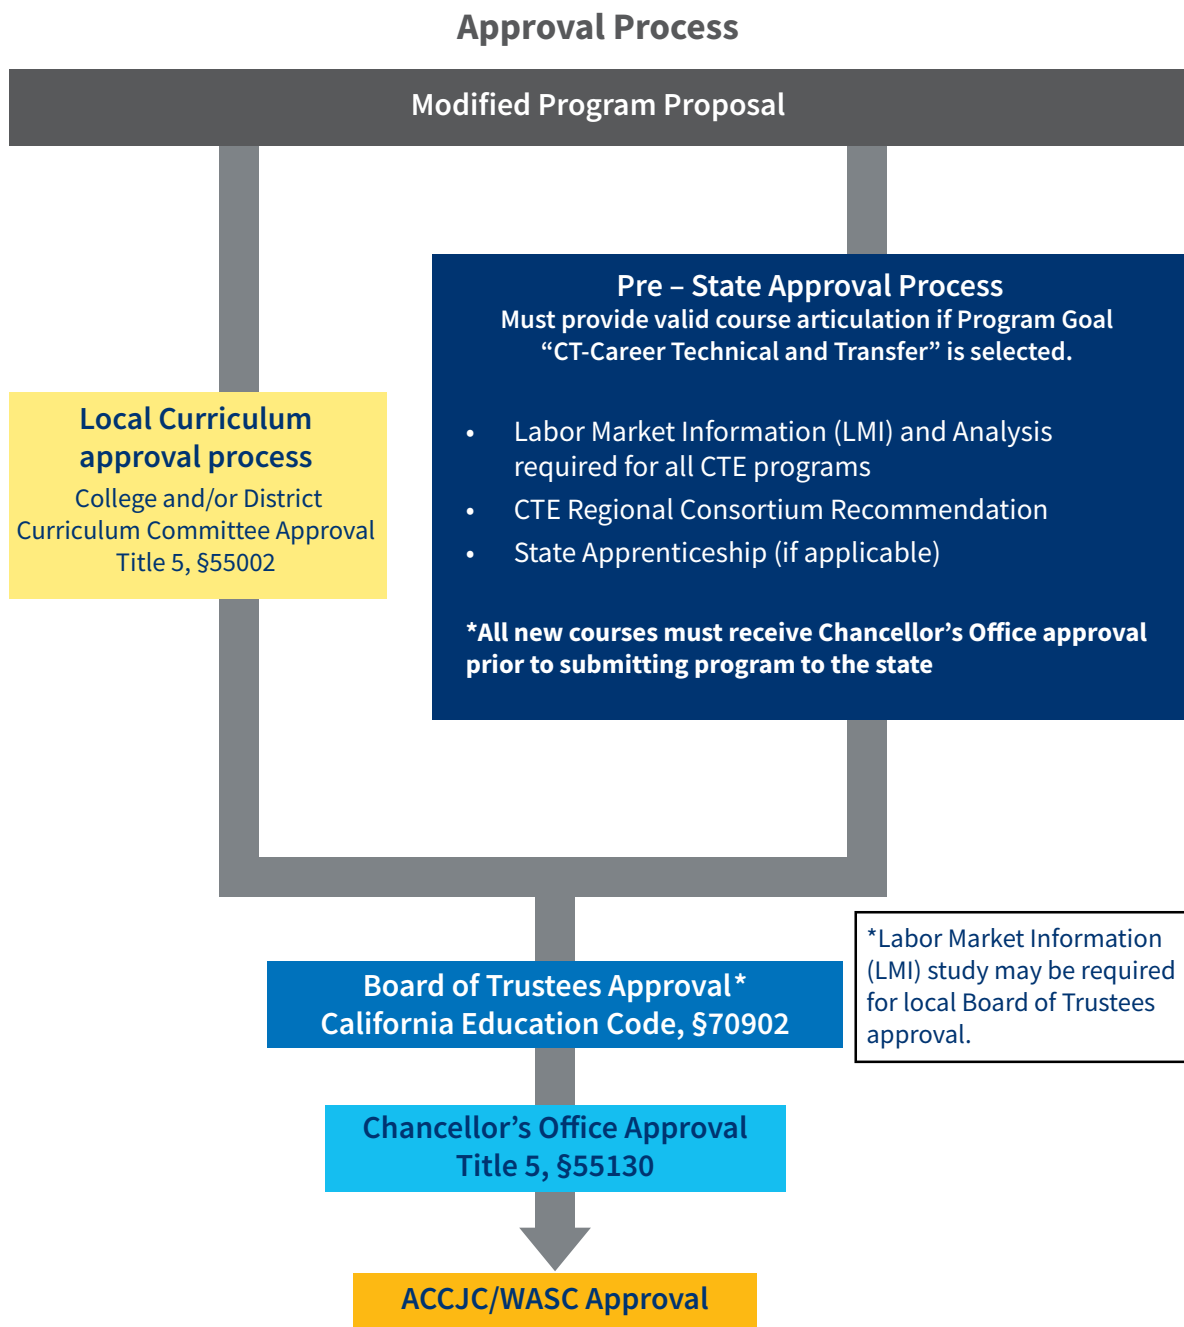 Approval Process
Modified Program Proposal
Pre – State Approval Process
Must provide valid course articulation if Program Goal
“CT-Career Technical and Transfer” is selected.
• Labor Market Information (LMI) and Analysis
required for all CTE programs
• CTE Regional Consortium Recommendation
• State Apprenticeship (if applicable)
*All new courses must receive Chancellor’s Office approval
prior to submitting program to the state
Local Curriculum
approval process
College and/or District
Curriculum Committee Approval
Title 5, §55002
*Labor Market Information
(LMI) study may be required
for local Board of Trustees
approval.
Board of Trustees Approval*
California Education Code, §70902
Chancellor’s Office Approval
Title 5, §55130
ACCJC/WASC Approval